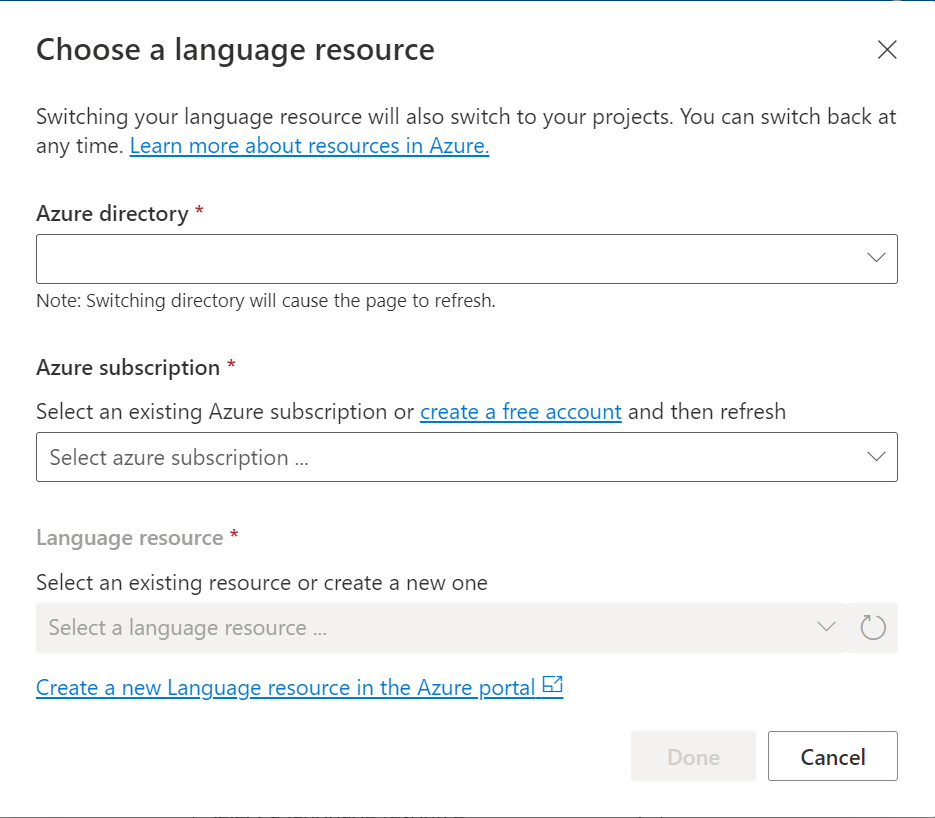 Choose a language resource
Switching your language resource will also switch to your projects. You can switch back at
any time. Learn more about resources in Azure.
Azure directory *
Note: Switching directory will cause the page to refresh.
Azure subscription *
Select an existing Azure subscription or create a free account and then refresh
Select azure subscription ...
Language resource *
Select an existing resource or create a new one
Select a language resource ...
Create a new Language resource in the Azure portal
Done
Cancel